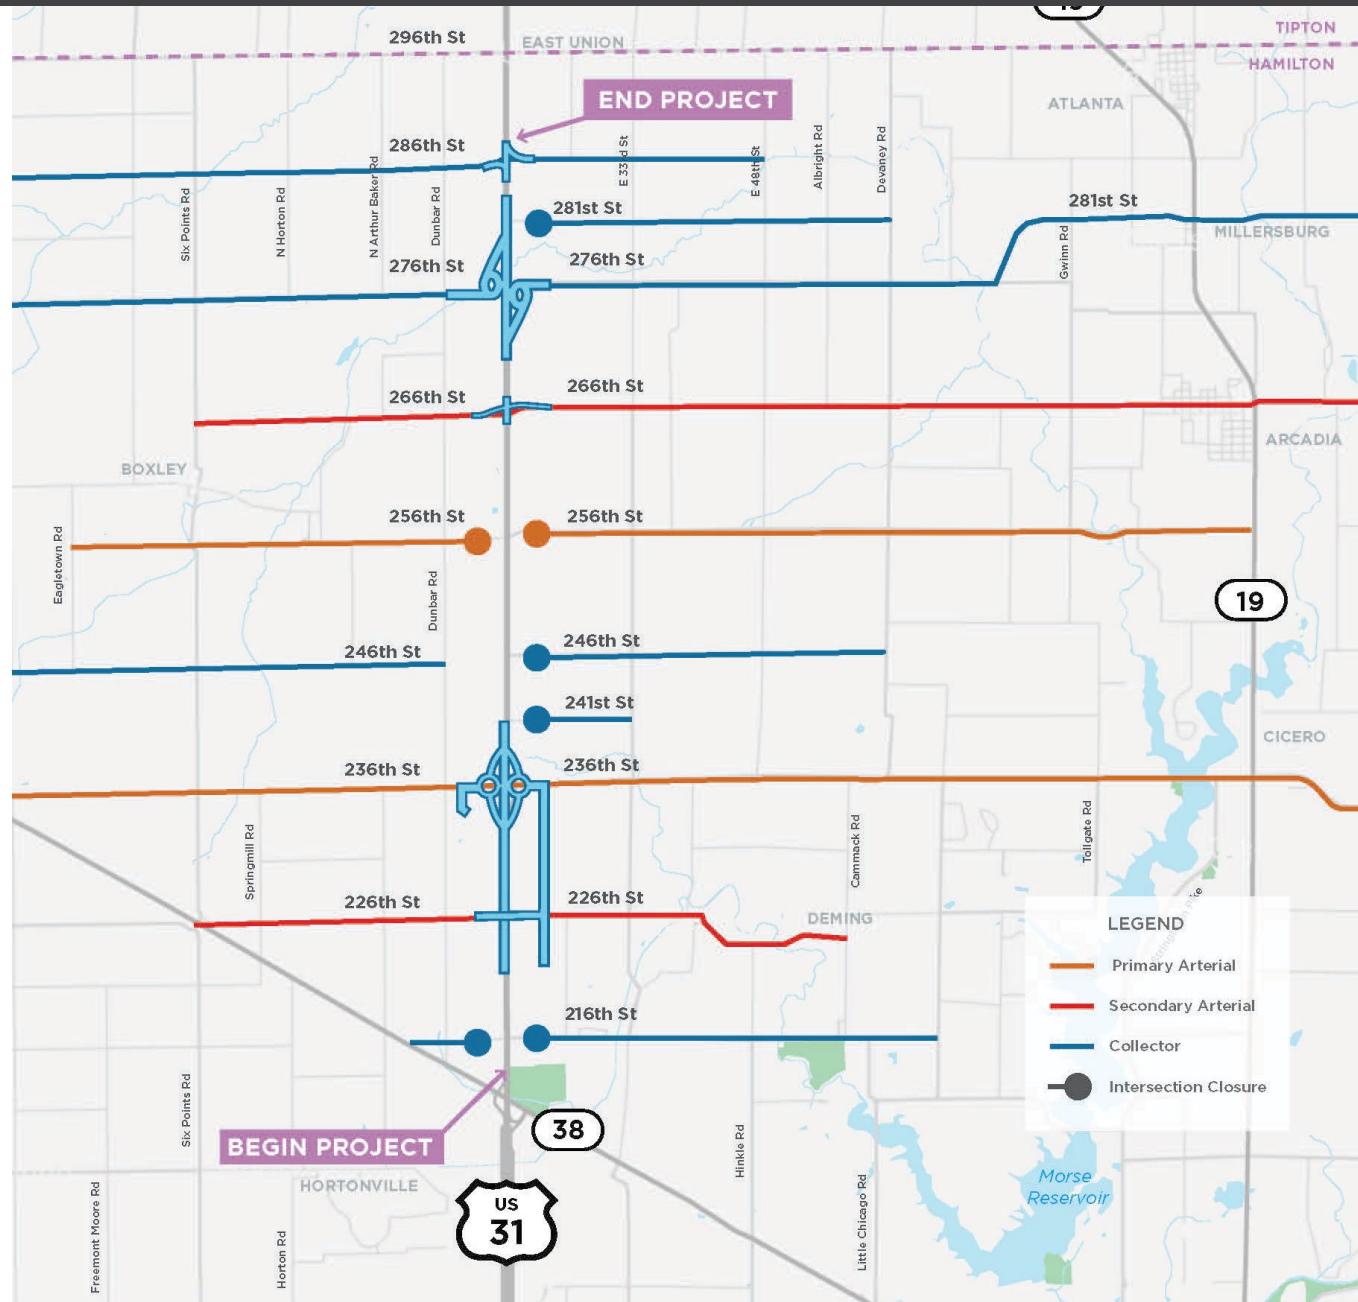 296th St
EAST UNION
TIPTON
HAMILTON
END PROJECT
ATLANTA
286th St
E 33rd St
E 48th St
Albright Rd
Devaney Rd
Six Points Rd
N Horton Rd
N Arthur Baker Rd
Dunbar Rd
281st St
281st St
MILLERSBURG
Gwinn Rd
276th St
276th St
266th St
266th St
BOXLEY
ARCADIA
256th St
256th St
Eagletown Rd
Dunbar Rd
19
246th St
246th St
241st St
CICERO
236th St
236th St
Springmill Rd
Cammack Rd
Tollgate Rd
226th St
226th St
DEMING
LEGEND
Primary Arterial
Secondary Arterial
Collector
Intersection Closure
216th St
Six Points Rd
BEGIN PROJECT
38
Hinkle Rd
HORTONVILLE
Morse
Reservoir
US
31
Freemont Moore Rd
Horton Rd
Little Chicago Rd